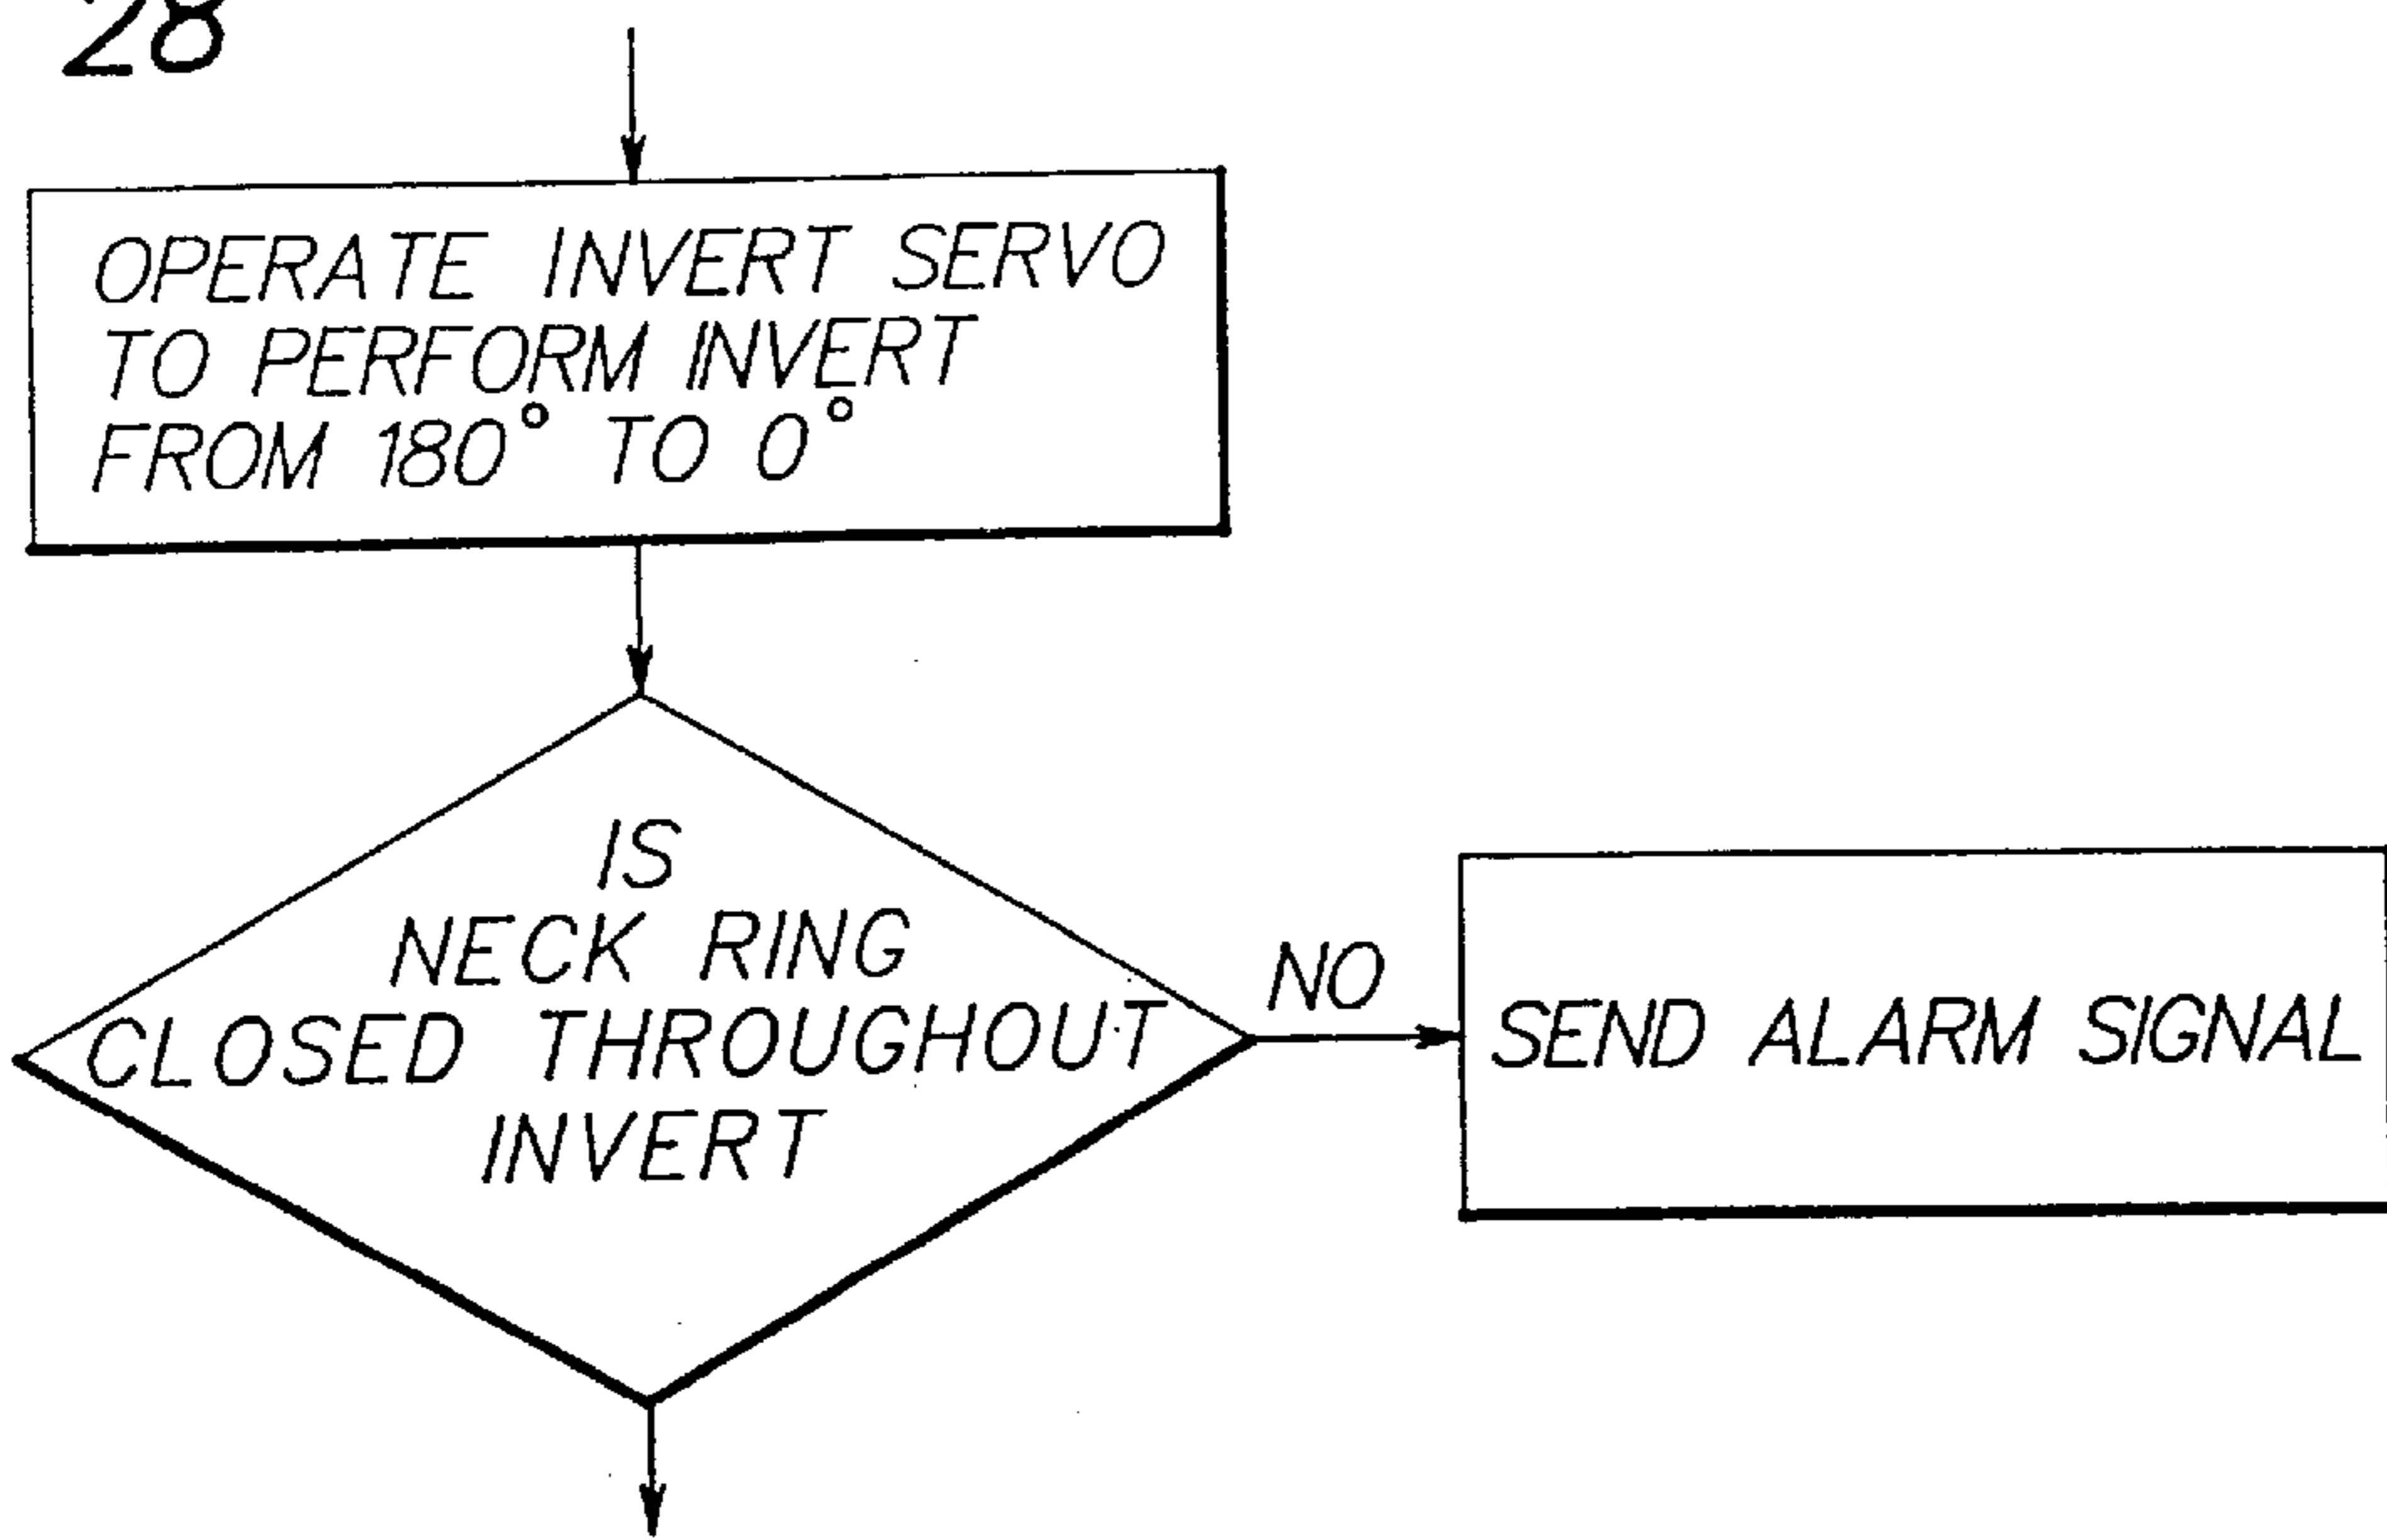 28
OPERATE INVERT SERVO
TO PERFORM INVERT
FROM 180° TO 0°
IS
NECK RING
CLOSED THROUGHOUT
INVERT
NO
SEND ALARM SIGNAL